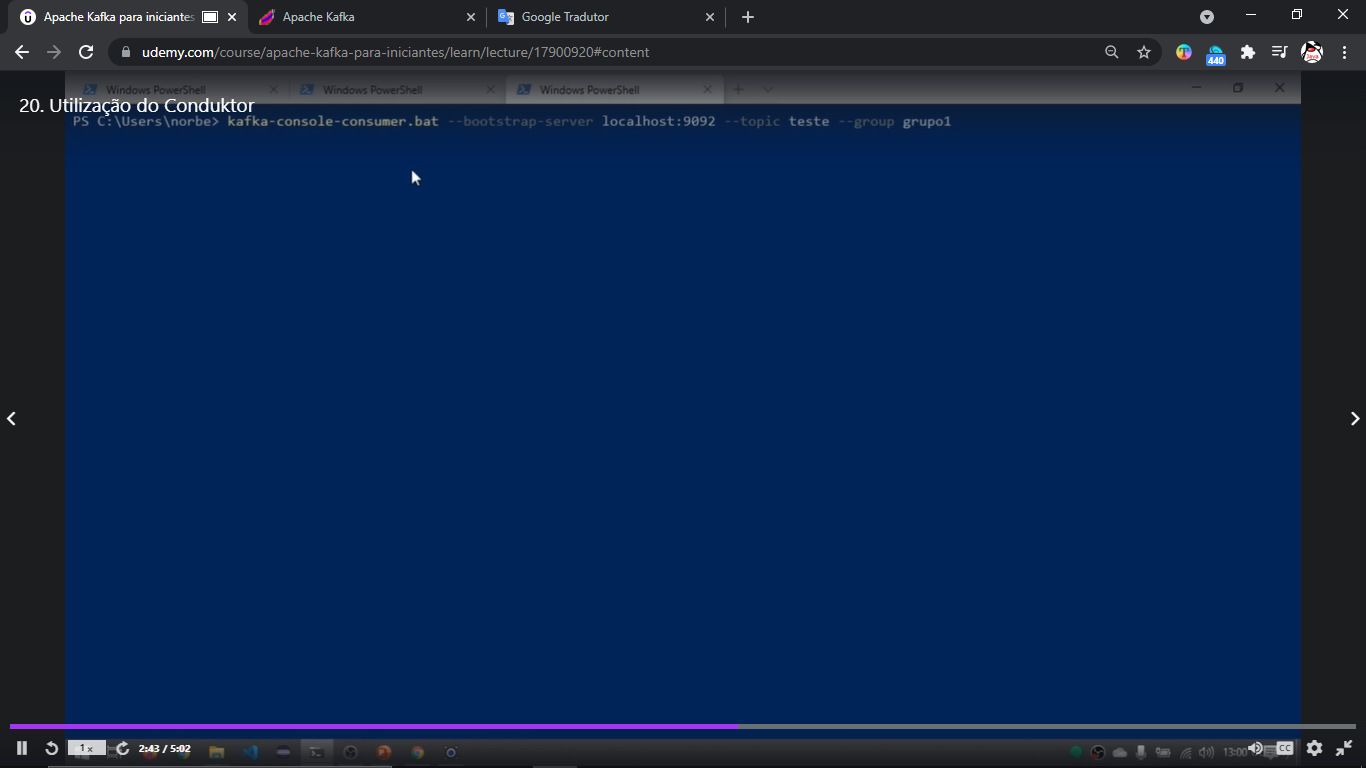 Apache Kafka para iniciantes
Apache Kafka
Google Tradutor
udemy.com/course/apache-kafka-para-iniciantes/learn/lecture/17900920#content
440
Windows PowerShell
Windows PowerShell
Windows PowerShell
20. Utilização do Conduktor
PS C:\Users\norbe> kafka-console-consumer.bat --bootstrap-server localhost:9092 --topic teste --group grupo1
1 x
2:43 / 5:02
13:00
CC